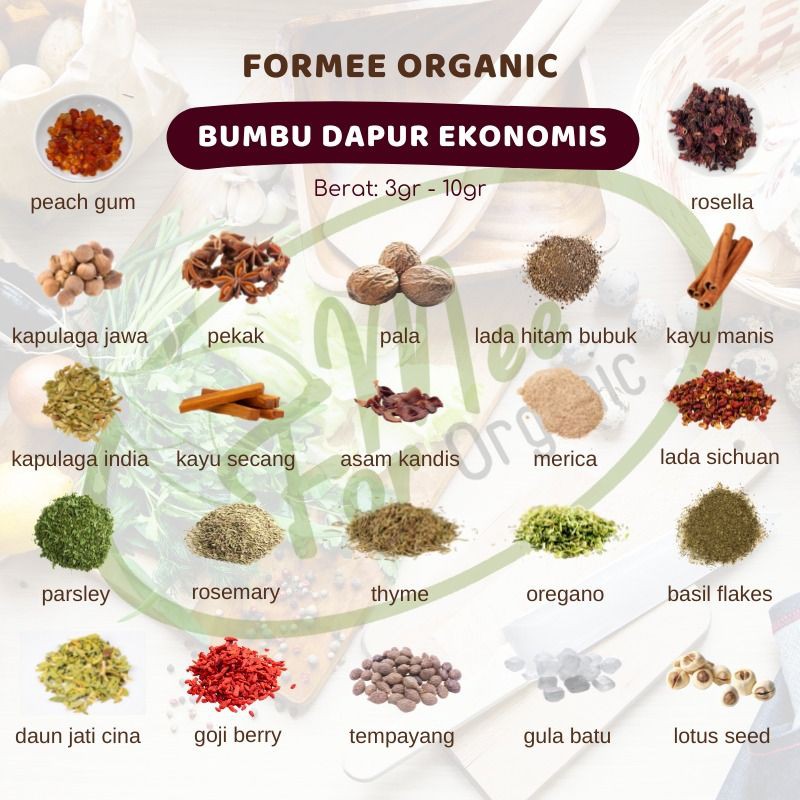 FORMEE ORGANIC
BUMBU DAPUR EKONOMIS
Berat: 3gr - 10gr
peach gum
rosella
kapulaga jawa
pekak
pala
lada hitam bubuk
kayu manis
kapulaga india
kayu secang
asam kandis
merica
lada sichuan
parsley
rosemary
thyme
oregano
basil flakes
daun jati cina
goji berry
tempayang
gula batu
lotus seed
ForMee Organic